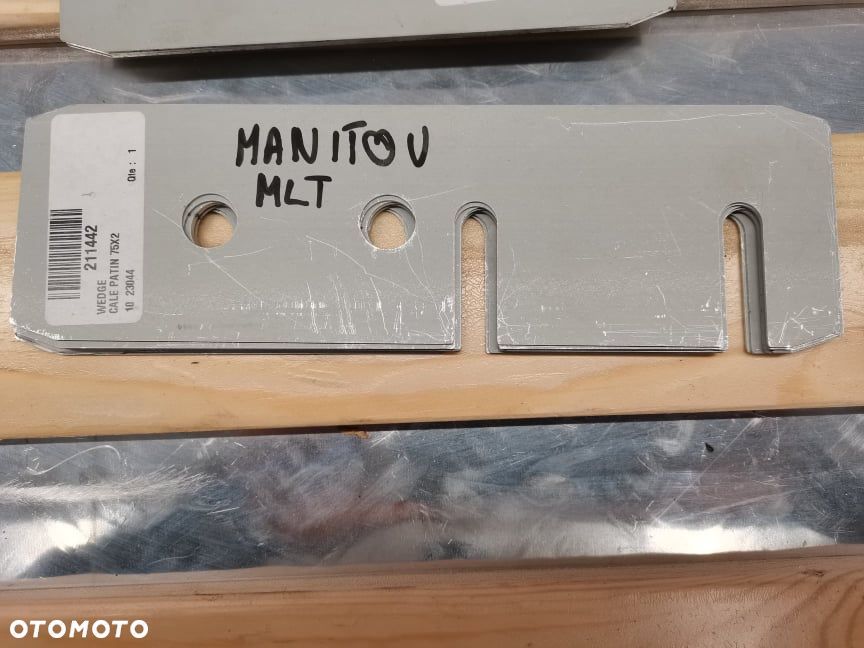 MANITOU
MLT
Qte : 1
211442
WEDGE
CALE PATIN 75X2
10 23044
OTOMOTO